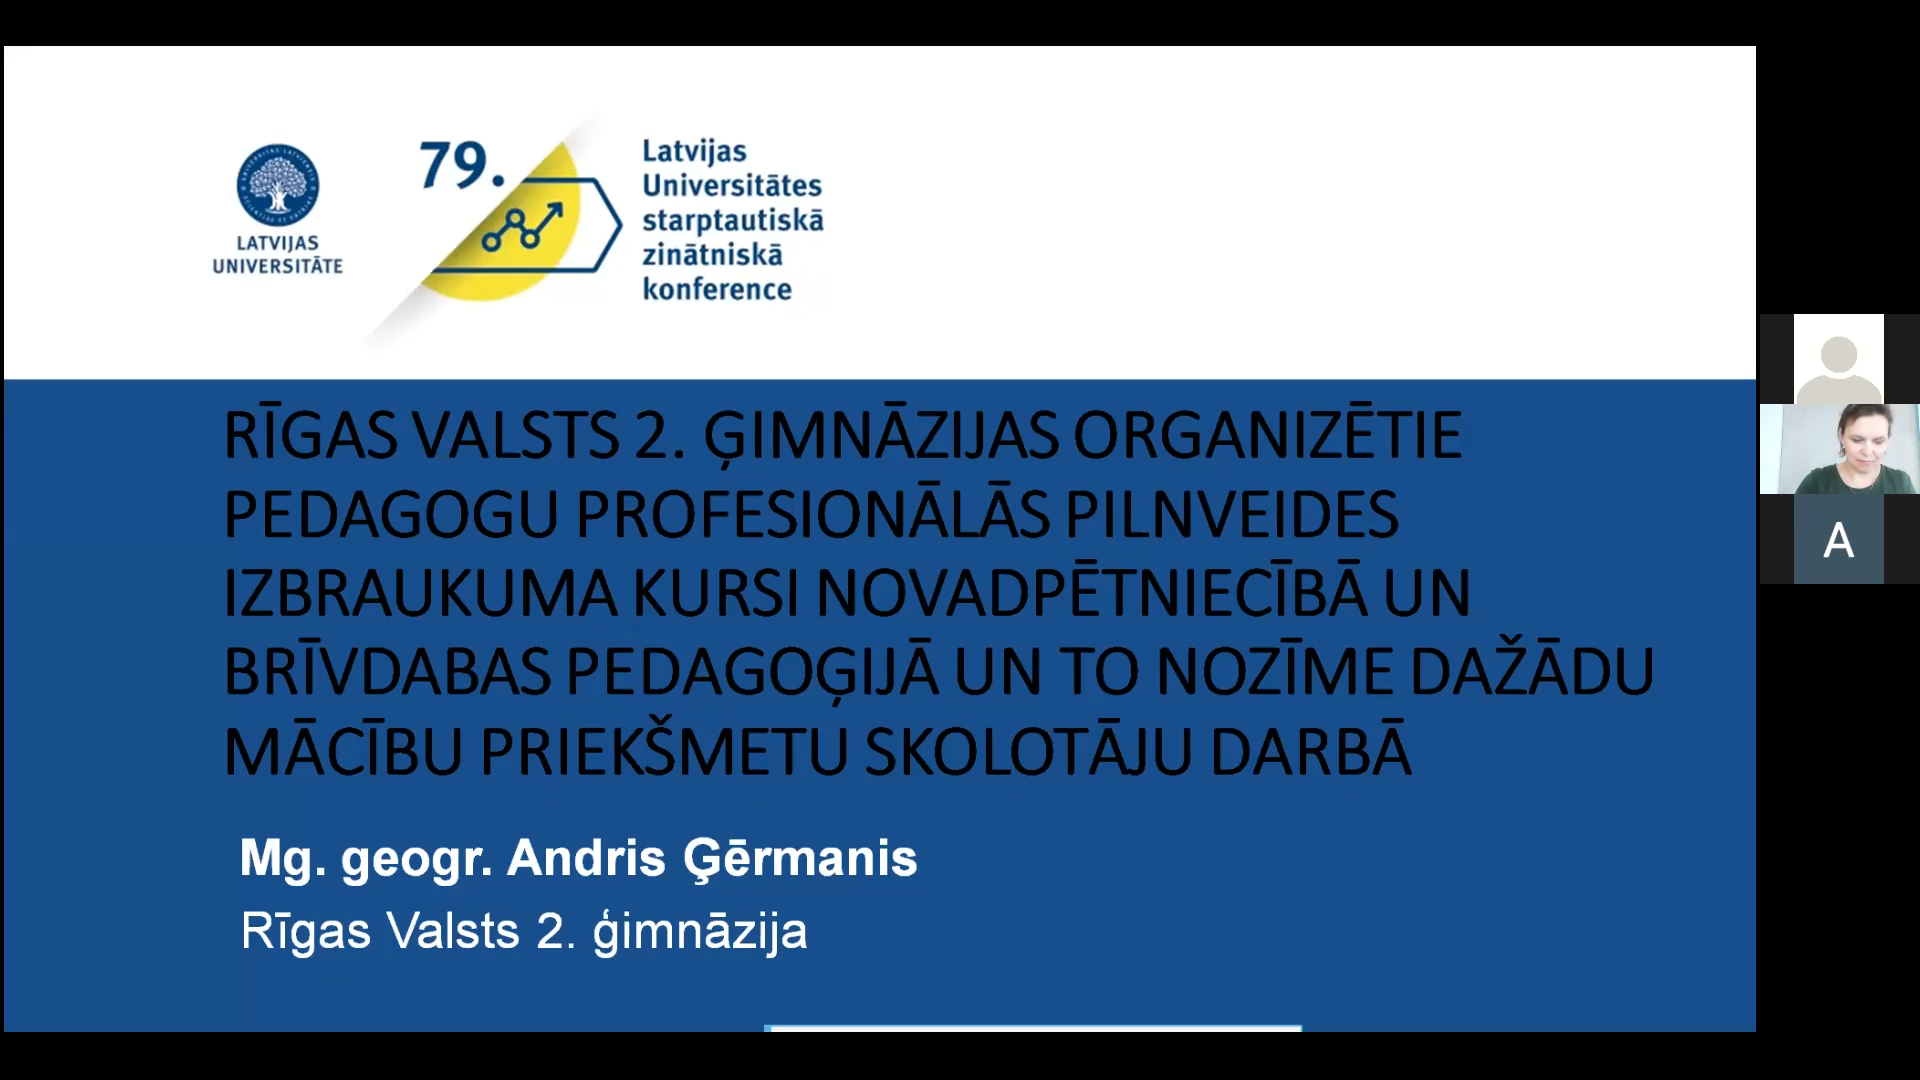 LATVIJAS
UNIVERSITĀTE
79.
Latvijas
Universitātes
starptautiskā
zinātniskā
konference
RĪGAS VALSTS 2. ĢIMNĀZIJAS ORGANIZĒTIE
PEDAGOGU PROFESIONĀLĀS PILNVEIDES
IZBRAUKUMA KURSI NOVADPĒTNIECĪBĀ UN
BRĪVDABAS PEDAGOĢIJĀ UN TO NOZĪME DAŽĀDU
MĀCĪBU PRIEKŠMETU SKOLOTĀJU DARBĀ
Mg. geogr. Andris Ģērmanis
Rīgas Valsts 2. ģimnāzija
A